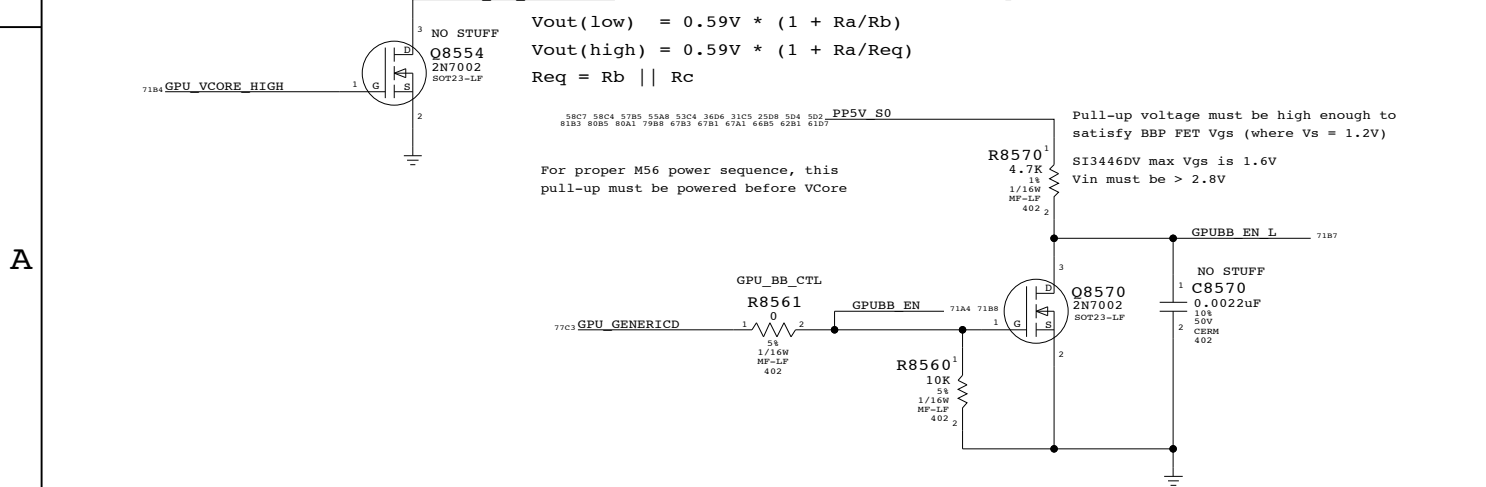 Vout(low) = 0.59V * (1 + Ra/Rb)
Vout(high) = 0.59V * (1 + Ra/Req)
Req = Rb || Rc
3
NO STUFF
Q8554
2N7002
SOT23-LF
D
G
S
1
2
71B4
GPU_VCORE_HIGH
58C7 58C4 57B5 55A8 53C4 36D6 31C5 25D8 5D4 5D2
81B3 80B5 80A1 79B8 67B3 67B1 67A1 66B5 62B1 61D7
PP5V_S0
Pull-up voltage must be high enough to
satisfy BBP FET Vgs (where Vs = 1.2V)
SI3446DV max Vgs is 1.6V
Vin must be > 2.8V
For proper M56 power sequence, this
pull-up must be powered before VCore
R8570
1
4.7K
1%
1/16W
MF-LF
402
2
A
GPUBB_EN_L
71B7
GPU_BB_CTL
R8561
0
77C3
GPU_GENERICD
1
2
5%
1/16W
MF-LF
402
GPUBB_EN
71A4 71B8
3
D
G
S
1
2
Q8570
2N7002
SOT23-LF
NO STUFF
1
C8570
0.0022uF
10%
50V
CERM
402
2
R8560
1
10K
5%
1/16W
MF-LF
402
2